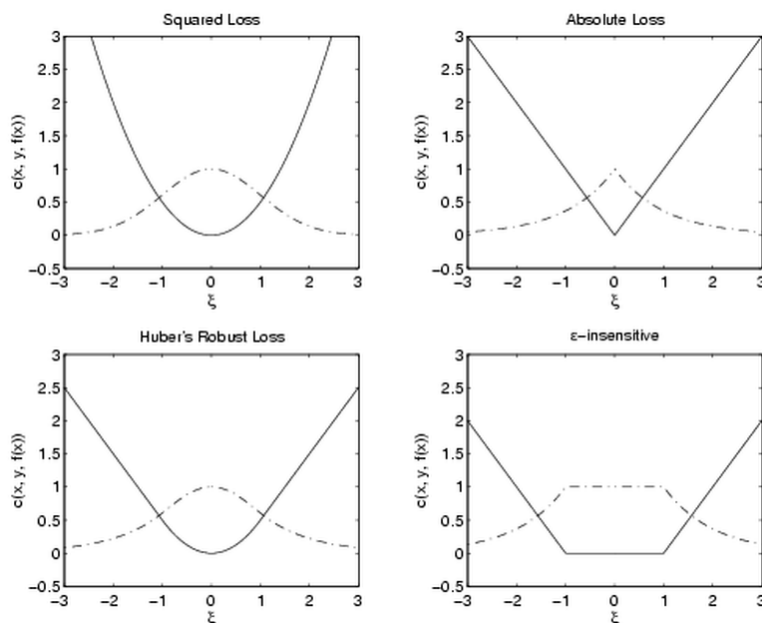 Squared Loss
3
2.5
2
1.5
1
0.5
0
−0.5
c(x, y, f(x))
−3 −2 −1 0 1 2 3
ξ
Absolute Loss
3
2.5
2
1.5
1
0.5
0
−0.5
c(x, y, f(x))
−3 −2 −1 0 1 2 3
ξ
Huber's Robust Loss
3
2.5
2
1.5
1
0.5
0
−0.5
c(x, y, f(x))
−3 −2 −1 0 1 2 3
ξ
ε−insensitive
3
2.5
2
1.5
1
0.5
0
−0.5
c(x, y, f(x))
−3 −2 −1 0 1 2 3
ξ